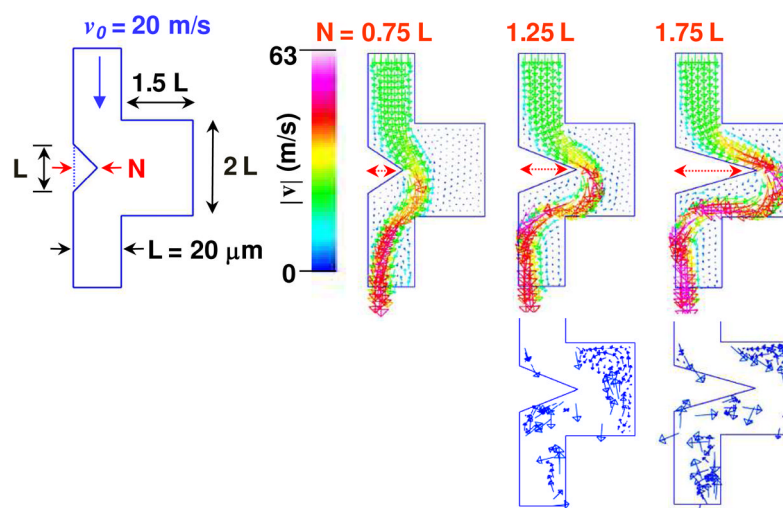 v₀ = 20 m/s
1.5 L
L
N
2 L
L = 20 μm
63
|v| (m/s)
0
N = 0.75 L
1.25 L
1.75 L